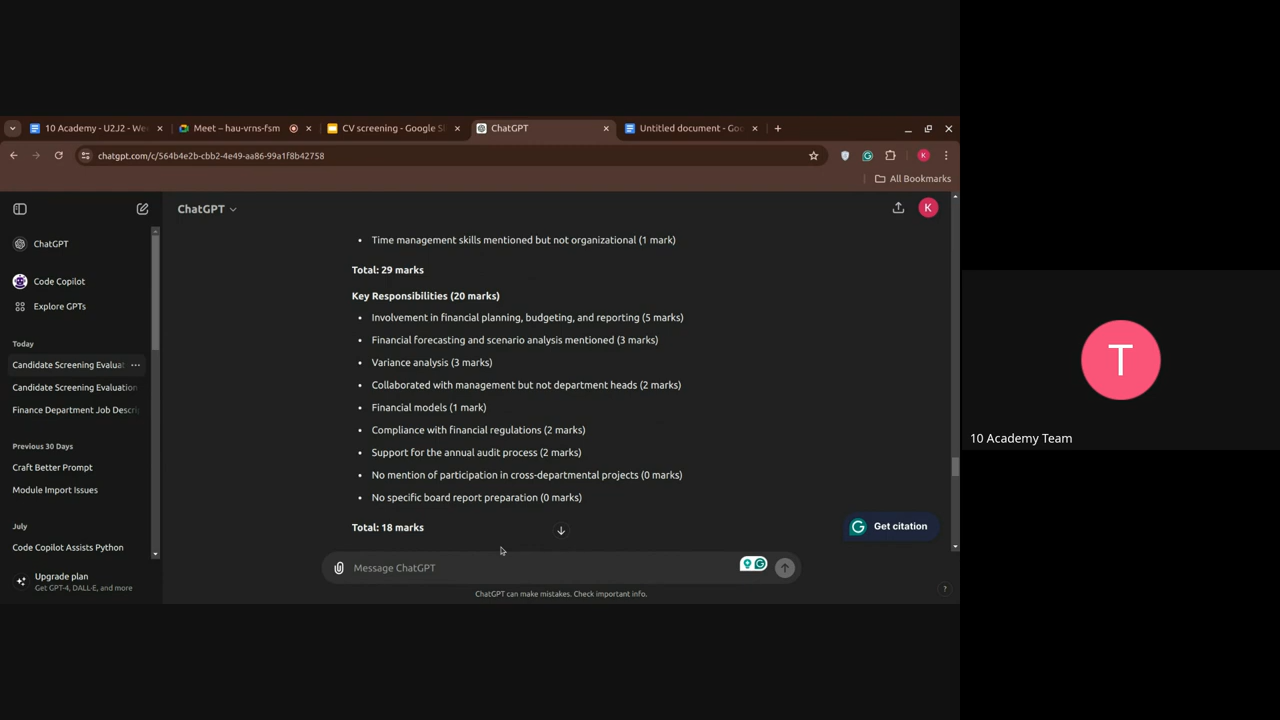 10 Academy - U2J2 - We
Meet – hau-vrns-fsm
CV screening - Google Sl
ChatGPT
Untitled document - Goo
chatgpt.com/c/564b4e2b-cbb2-4e49-aa86-99a1f8b42758
K
All Bookmarks
ChatGPT
K
ChatGPT
Code Copilot
Explore GPTs
Today
Candidate Screening Evaluat
Candidate Screening Evaluation
Finance Department Job Descri
Previous 30 Days
Craft Better Prompt
Module Import Issues
July
Code Copilot Assists Python
Upgrade plan
Get GPT-4, DALL·E, and more
• Time management skills mentioned but not organizational (1 mark)
Total: 29 marks
Key Responsibilities (20 marks)
• Involvement in financial planning, budgeting, and reporting (5 marks)
• Financial forecasting and scenario analysis mentioned (3 marks)
• Variance analysis (3 marks)
• Collaborated with management but not department heads (2 marks)
• Financial models (1 mark)
• Compliance with financial regulations (2 marks)
• Support for the annual audit process (2 marks)
• No mention of participation in cross-departmental projects (0 marks)
• No specific board report preparation (0 marks)
Total: 18 marks
Get citation
Message ChatGPT
ChatGPT can make mistakes. Check important info.
?
T
10 Academy Team